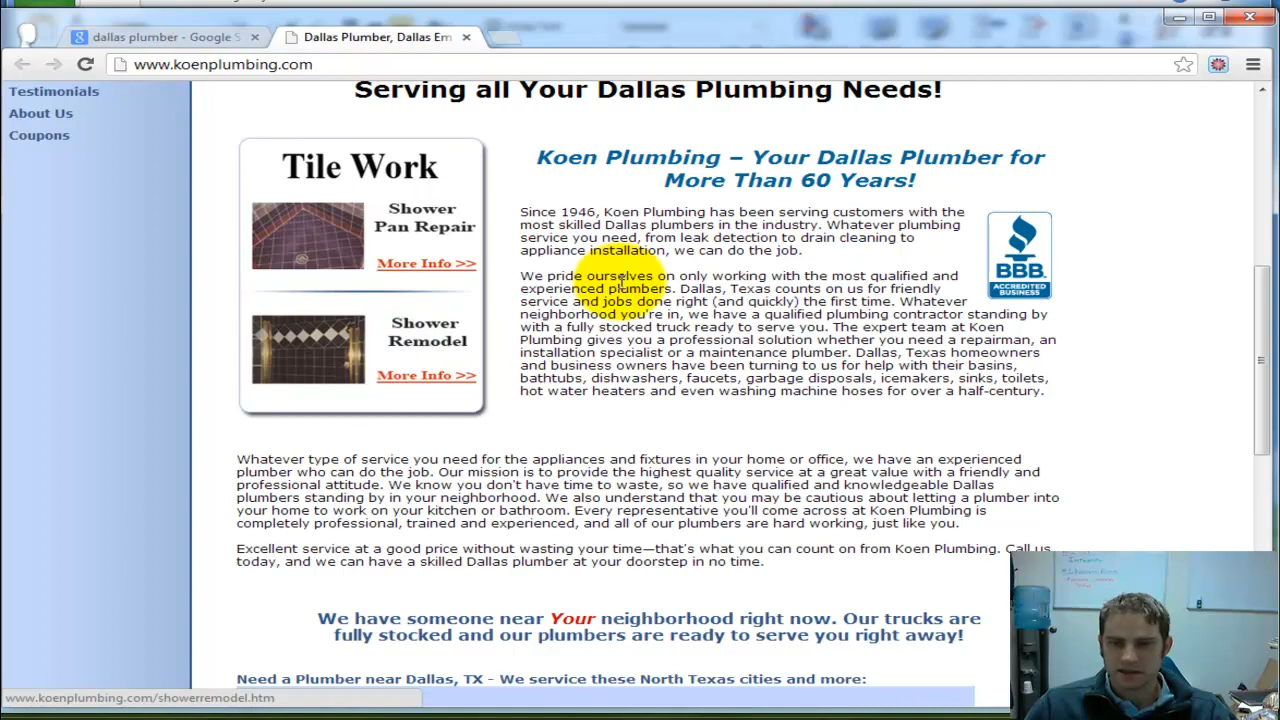 dallas plumber - Google S
Dallas Plumber, Dallas Em
www.koenplumbing.com
Testimonials
About Us
Coupons
Serving all Your Dallas Plumbing Needs!
Tile Work
Shower
Pan Repair
More Info >>
Shower
Remodel
More Info >>
Koen Plumbing – Your Dallas Plumber for
More Than 60 Years!
Since 1946, Koen Plumbing has been serving customers with the
most skilled Dallas plumbers in the industry. Whatever plumbing
service you need, from leak detection to drain cleaning to
appliance installation, we can do the job.
BBB
ACCREDITED
BUSINESS
We pride ourselves on only working with the most qualified and
experienced plumbers. Dallas, Texas counts on us for friendly
service and jobs done right (and quickly) the first time. Whatever
neighborhood you're in, we have a qualified plumbing contractor standing by
with a fully stocked truck ready to serve you. The expert team at Koen
Plumbing gives you a professional solution whether you need a repairman, an
installation specialist or a maintenance plumber. Dallas, Texas homeowners
and business owners have been turning to us for help with their basins,
bathtubs, dishwashers, faucets, garbage disposals, icemakers, sinks, toilets,
hot water heaters and even washing machine hoses for over a half-century.
Whatever type of service you need for the appliances and fixtures in your home or office, we have an experienced
plumber who can do the job. Our mission is to provide the highest quality service at a great value with a friendly and
professional attitude. We know you don't have time to waste, so we have qualified and knowledgeable Dallas
plumbers standing by in your neighborhood. We also understand that you may be cautious about letting a plumber into
your home to work on your kitchen or bathroom. Every representative you'll come across at Koen Plumbing is
completely professional, trained and experienced, and all of our plumbers are hard working, just like you.
Excellent service at a good price without wasting your time—that's what you can count on from Koen Plumbing. Call us
today, and we can have a skilled Dallas plumber at your doorstep in no time.
We have someone near Your neighborhood right now. Our trucks are
fully stocked and our plumbers are ready to serve you right away!
Need a Plumber near Dallas, TX - We service these North Texas cities and more:
www.koenplumbing.com/showerremodel.htm